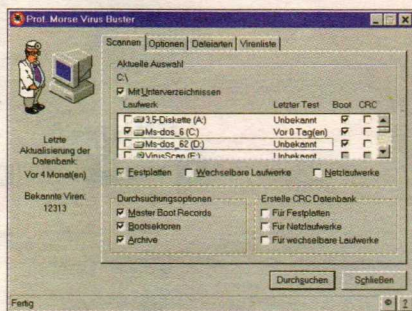 Prof. Morse Virus Buster
Scannen Optionen Dateiarten Virenliste
Aktuelle Auswahl
C:\
Mit Unterverzeichnissen
Laufwerk Letzter Test Boot CRC
3,5-Diskette (A:) Unbekannt
Ms-dos_6 (C:) Vor 0 Tag(en)
Ms-dos_62 (D:) Unbekannt
VirusScan (E:) Unbekannt
Festplatten Wechselbare Laufwerke Netzlaufwerke
Letzte
Aktualisierung der
Datenbank:
Vor 4 Monat(en)
Bekannte Viren:
12313
Durchsuchungsoptionen
Master Boot Records
Bootsektoren
Archive
Erstelle CRC Datenbank
Für Festplatten
Für Netzlaufwerke
Für wechselbare Laufwerke
Durchsuchen Schließen
Fertig